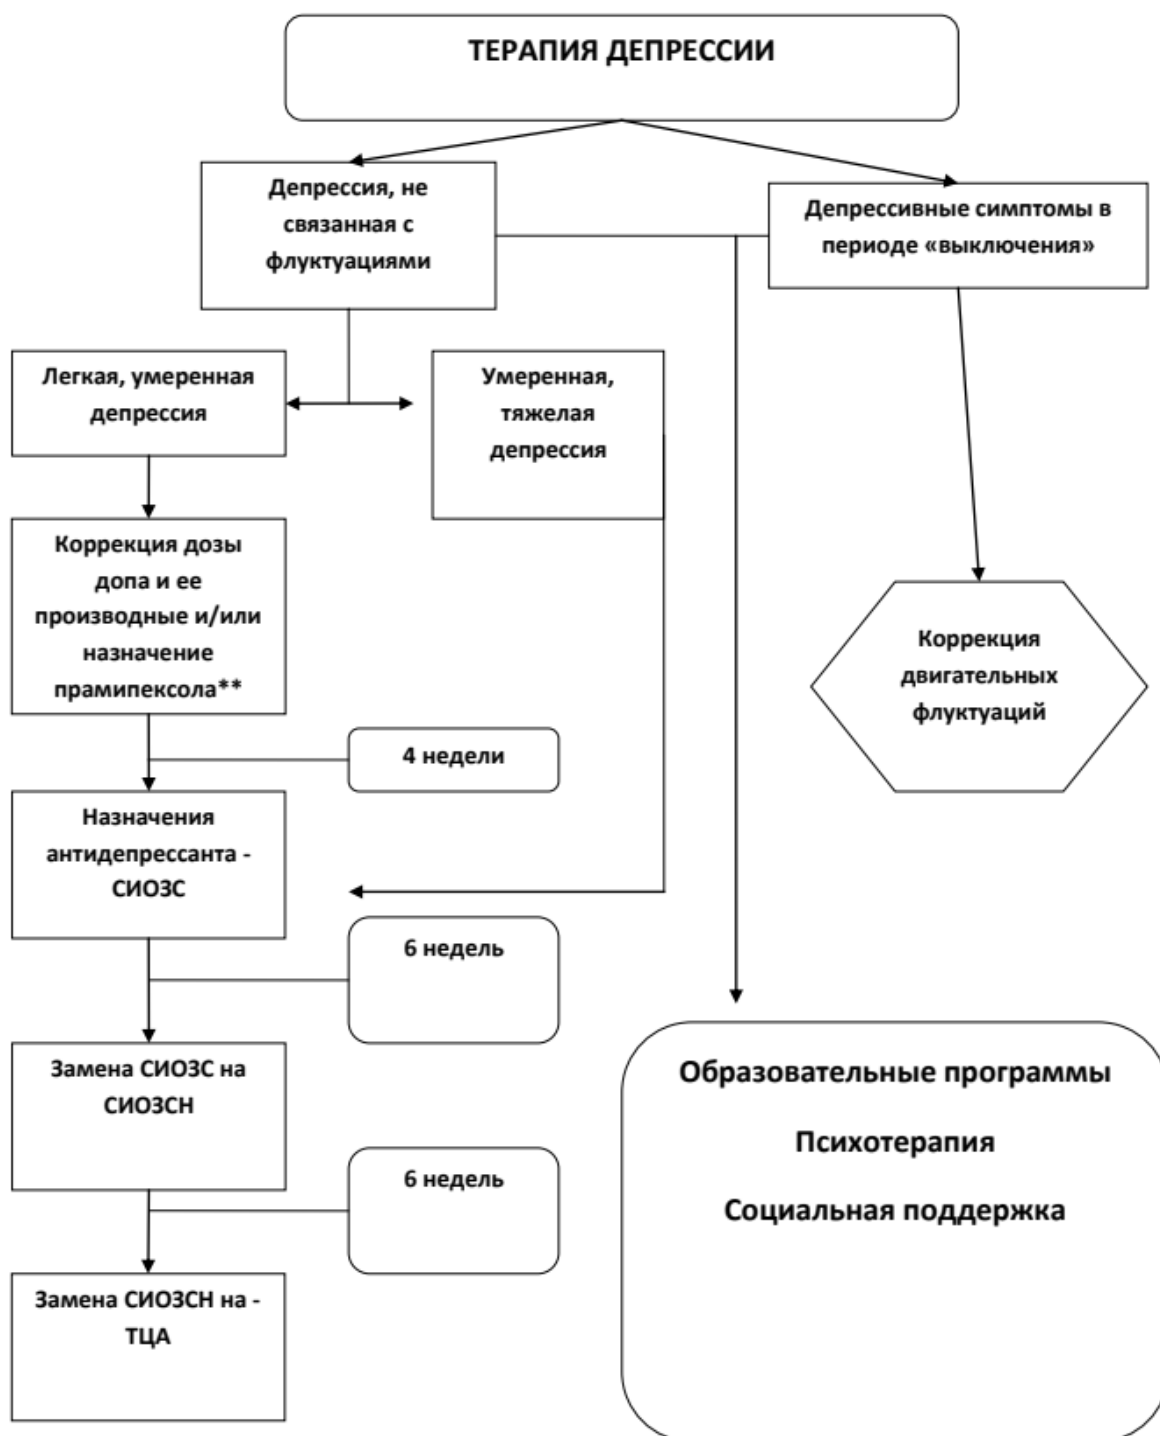 ТЕРАПИЯ ДЕПРЕССИИ
Депрессия, не
связанная с
флуктуациями
Депрессивные симптомы в
периоде «выключения»
Легкая, умеренная
депрессия
Умеренная,
тяжелая
депрессия
Коррекция дозы
допа и ее
производные и/или
назначение
прамипексола**
Коррекция
двигательных
флуктуаций
4 недели
Назначения
антидепрессанта -
СИОЗС
6 недель
Замена СИОЗС на
СИОЗСН
Образовательные программы
Психотерапия
Социальная поддержка
6 недель
Замена СИОЗСН на -
ТЦА